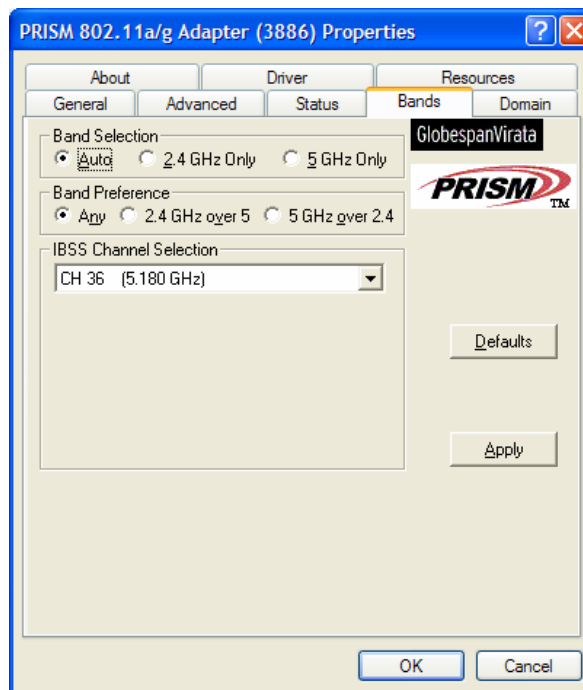 PRISM 802.11a/g Adapter (3886) Properties
About Driver Resources
General Advanced Status Bands Domain
Band Selection
Auto 2.4 GHz Only 5 GHz Only
GlobespanVirata
PRISM TM
Band Preference
Any 2.4 GHz over 5 5 GHz over 2.4
IBSS Channel Selection
CH 36 (5.180 GHz)
Defaults
Apply
OK Cancel